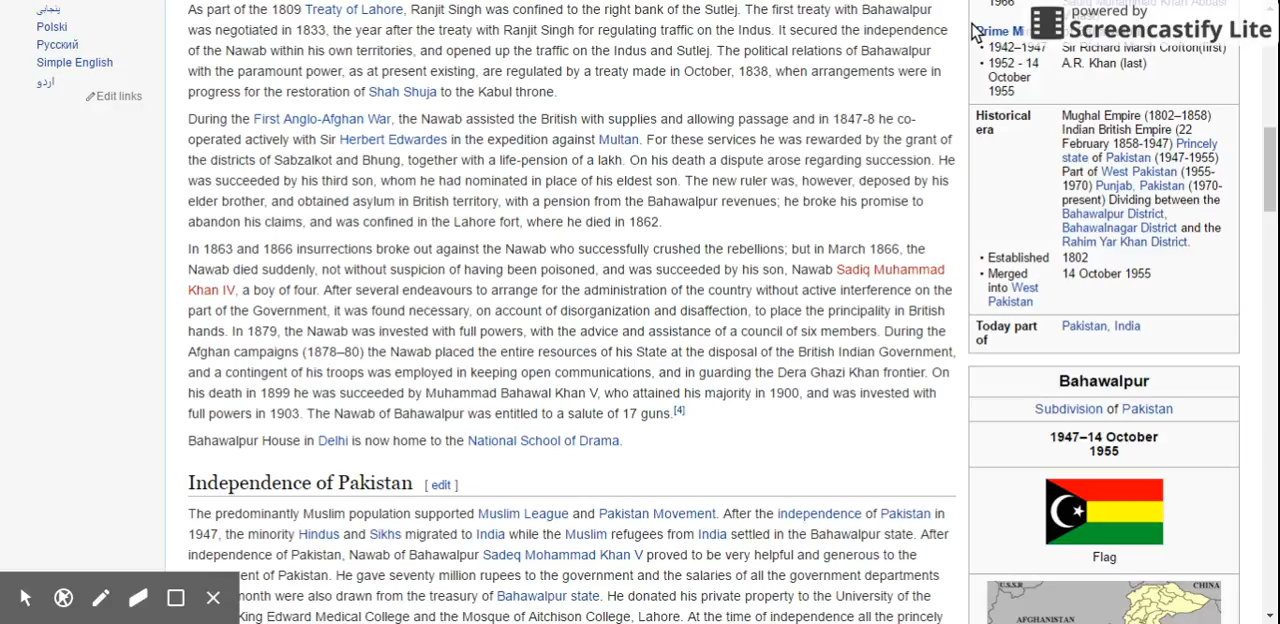 پنجابی
Polski
Русский
Simple English
اردو
Edit links
As part of the 1809 Treaty of Lahore, Ranjit Singh was confined to the right bank of the Sutlej. The first treaty with Bahawalpur
was negotiated in 1833, the year after the treaty with Ranjit Singh for regulating traffic on the Indus. It secured the independence
of the Nawab within his own territories, and opened up the traffic on the Indus and Sutlej. The political relations of Bahawalpur
with the paramount power, as at present existing, are regulated by a treaty made in October, 1838, when arrangements were in
progress for the restoration of Shah Shuja to the Kabul throne.
During the First Anglo-Afghan War, the Nawab assisted the British with supplies and allowing passage and in 1847-8 he co-
operated actively with Sir Herbert Edwardes in the expedition against Multan. For these services he was rewarded by the grant of
the districts of Sabzalkot and Bhung, together with a life-pension of a lakh. On his death a dispute arose regarding succession. He
was succeeded by his third son, whom he had nominated in place of his eldest son. The new ruler was, however, deposed by his
elder brother, and obtained asylum in British territory, with a pension from the Bahawalpur revenues; he broke his promise to
abandon his claims, and was confined in the Lahore fort, where he died in 1862.
In 1863 and 1866 insurrections broke out against the Nawab who successfully crushed the rebellions; but in March 1866, the
Nawab died suddenly, not without suspicion of having been poisoned, and was succeeded by his son, Nawab Sadiq Muhammad
Khan IV, a boy of four. After several endeavours to arrange for the administration of the country without active interference on the
part of the Government, it was found necessary, on account of disorganization and disaffection, to place the principality in British
hands. In 1879, the Nawab was invested with full powers, with the advice and assistance of a council of six members. During the
Afghan campaigns (1878–80) the Nawab placed the entire resources of his State at the disposal of the British Indian Government,
and a contingent of his troops was employed in keeping open communications, and in guarding the Dera Ghazi Khan frontier. On
his death in 1899 he was succeeded by Muhammad Bahawal Khan V, who attained his majority in 1900, and was invested with
full powers in 1903. The Nawab of Bahawalpur was entitled to a salute of 17 guns.[4]
Bahawalpur House in Delhi is now home to the National School of Drama.
Independence of Pakistan [ edit ]
The predominantly Muslim population supported Muslim League and Pakistan Movement. After the independence of Pakistan in
1947, the minority Hindus and Sikhs migrated to India while the Muslim refugees from India settled in the Bahawalpur state. After
independence of Pakistan, Nawab of Bahawalpur Sadeq Mohammad Khan V proved to be very helpful and generous to the
ent of Pakistan. He gave seventy million rupees to the government and the salaries of all the government departments
month were also drawn from the treasury of Bahawalpur state. He donated his private property to the University of the
King Edward Medical College and the Mosque of Aitchison College, Lahore. At the time of independence all the princely
1966 Sadiq Muhammad Khan Abbasi
powered by
Screencastify Lite
Prime Mi
• 1942–1947 Sir Richard Marsh Crofton(first)
• 1952 - 14 A.R. Khan (last)
October
1955
Historical Mughal Empire (1802–1858)
era Indian British Empire (22
February 1858-1947) Princely
state of Pakistan (1947-1955)
Part of West Pakistan (1955-
1970) Punjab, Pakistan (1970-
present) Dividing between the
Bahawalpur District,
Bahawalnagar District and the
Rahim Yar Khan District.
• Established 1802
• Merged 14 October 1955
into West
Pakistan
Today part Pakistan, India
of
Bahawalpur
Subdivision of Pakistan
1947–14 October
1955
Flag
U.S.S.R.
CHINA
AFGHANISTAN